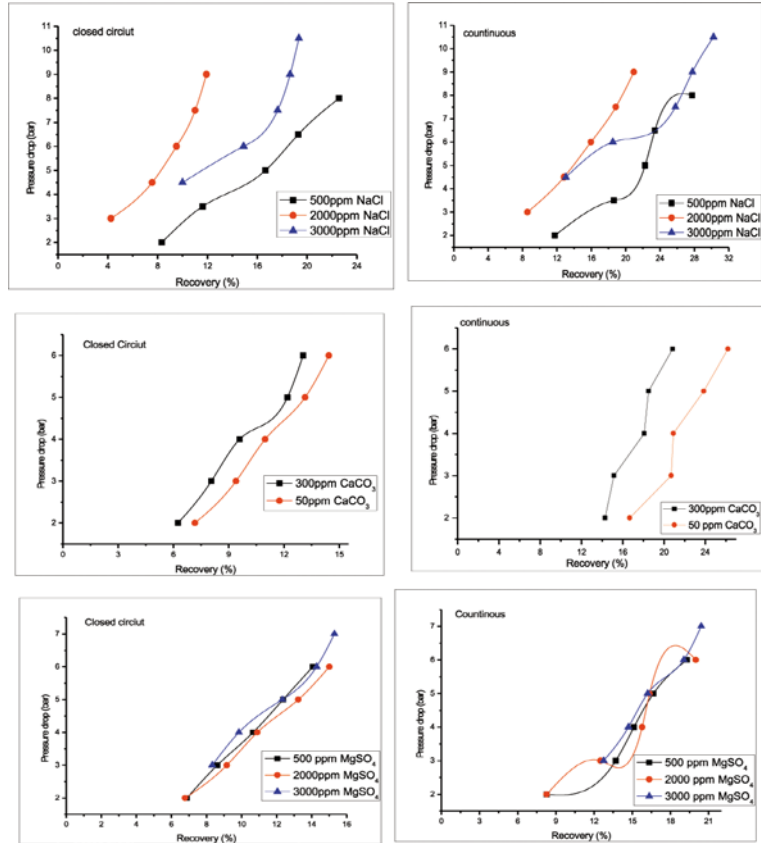 closed circiut
11
10
9
8
7
6
5
4
3
2
Pressure drop (bar)
500ppm NaCl
2000ppm NaCl
3000ppm NaCl
0 4 8 12 16 20 24
Recovery (%)
countinuous
11
10
9
8
7
6
5
4
3
2
Pressure drop (bar)
500ppm NaCl
2000ppm NaCl
3000ppm NaCl
0 4 8 12 16 20 24 28 32
Recovery (%)
Closed Circiut
6
5
4
3
2
Pressure drop (bar)
300ppm CaCO₃
50ppm CaCO₃
0 3 6 9 12 15
Recovery (%)
continuous
6
5
4
3
2
Pressure drop (bar)
300ppm CaCO₃
50 ppm CaCO₃
0 4 8 12 16 20 24
Recovery (%)
Closed circiut
7
6
5
4
3
2
Pressure drop (bar)
500 ppm MgSO₄
2000ppm MgSO₄
3000ppm MgSO₄
0 2 4 6 8 10 12 14 16
Recovery (%)
Countinous
7
6
5
4
3
2
Pressure drop (bar)
500 ppm MgSO₄
2000 ppm MgSO₄
3000 ppm MgSO₄
0 3 6 9 12 15 18 21
Recovery (%)